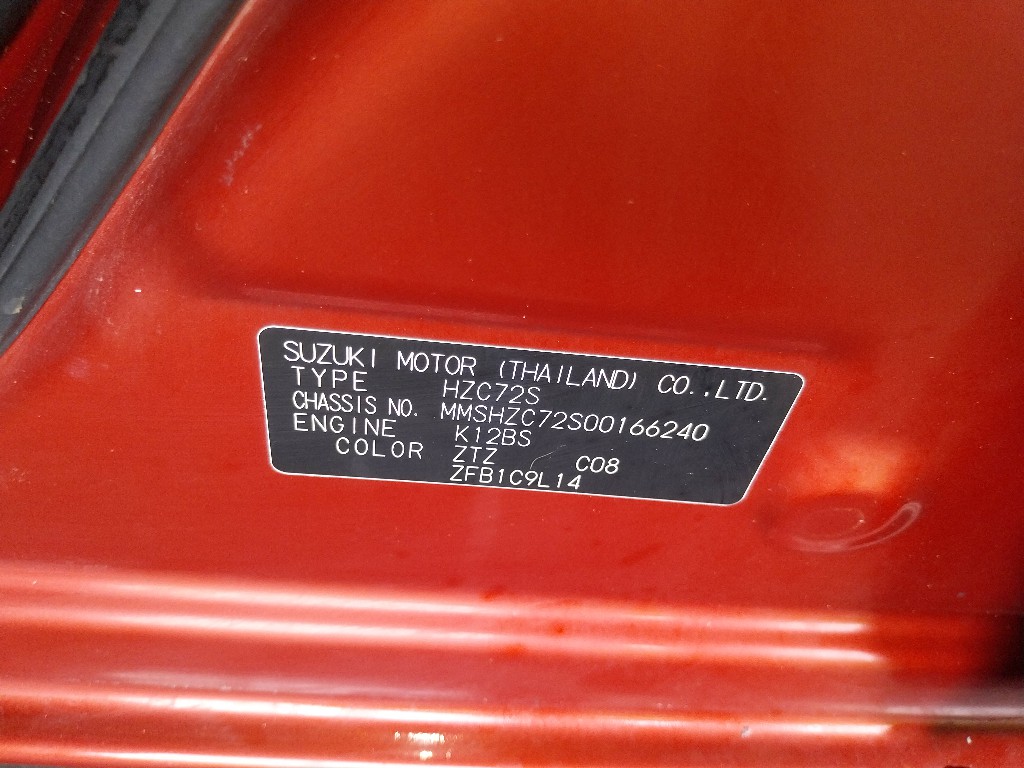 SUZUKI MOTOR (THAILAND) CO.,LTD.
TYPE HZC72S
CHASSIS NO. MMSHZC72S00166240
ENGINE K12BS
COLOR ZTZ C08
ZFB1C9L14